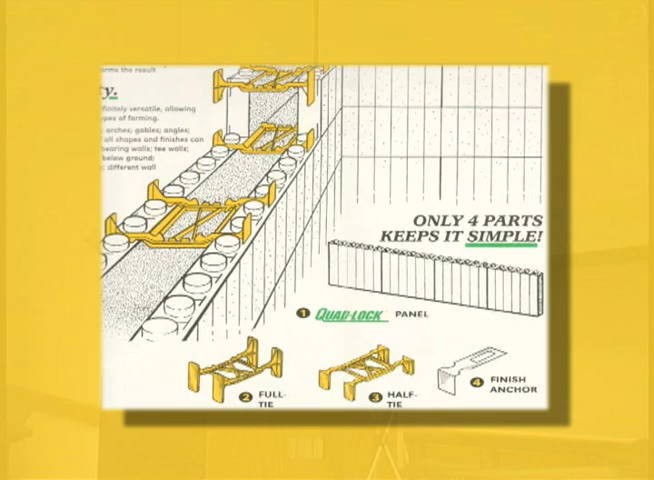 orms the result
y.
finitely versatile, allowing
ypes of forming.
arches; gables; angles;
all shapes and finishes can
bearing walls; tee walls;
below ground;
different wall
ONLY 4 PARTS
KEEPS IT SIMPLE!
1 QUAD-LOCK PANEL
2 FULL-
TIE
3 HALF-
TIE
4 FINISH
ANCHOR